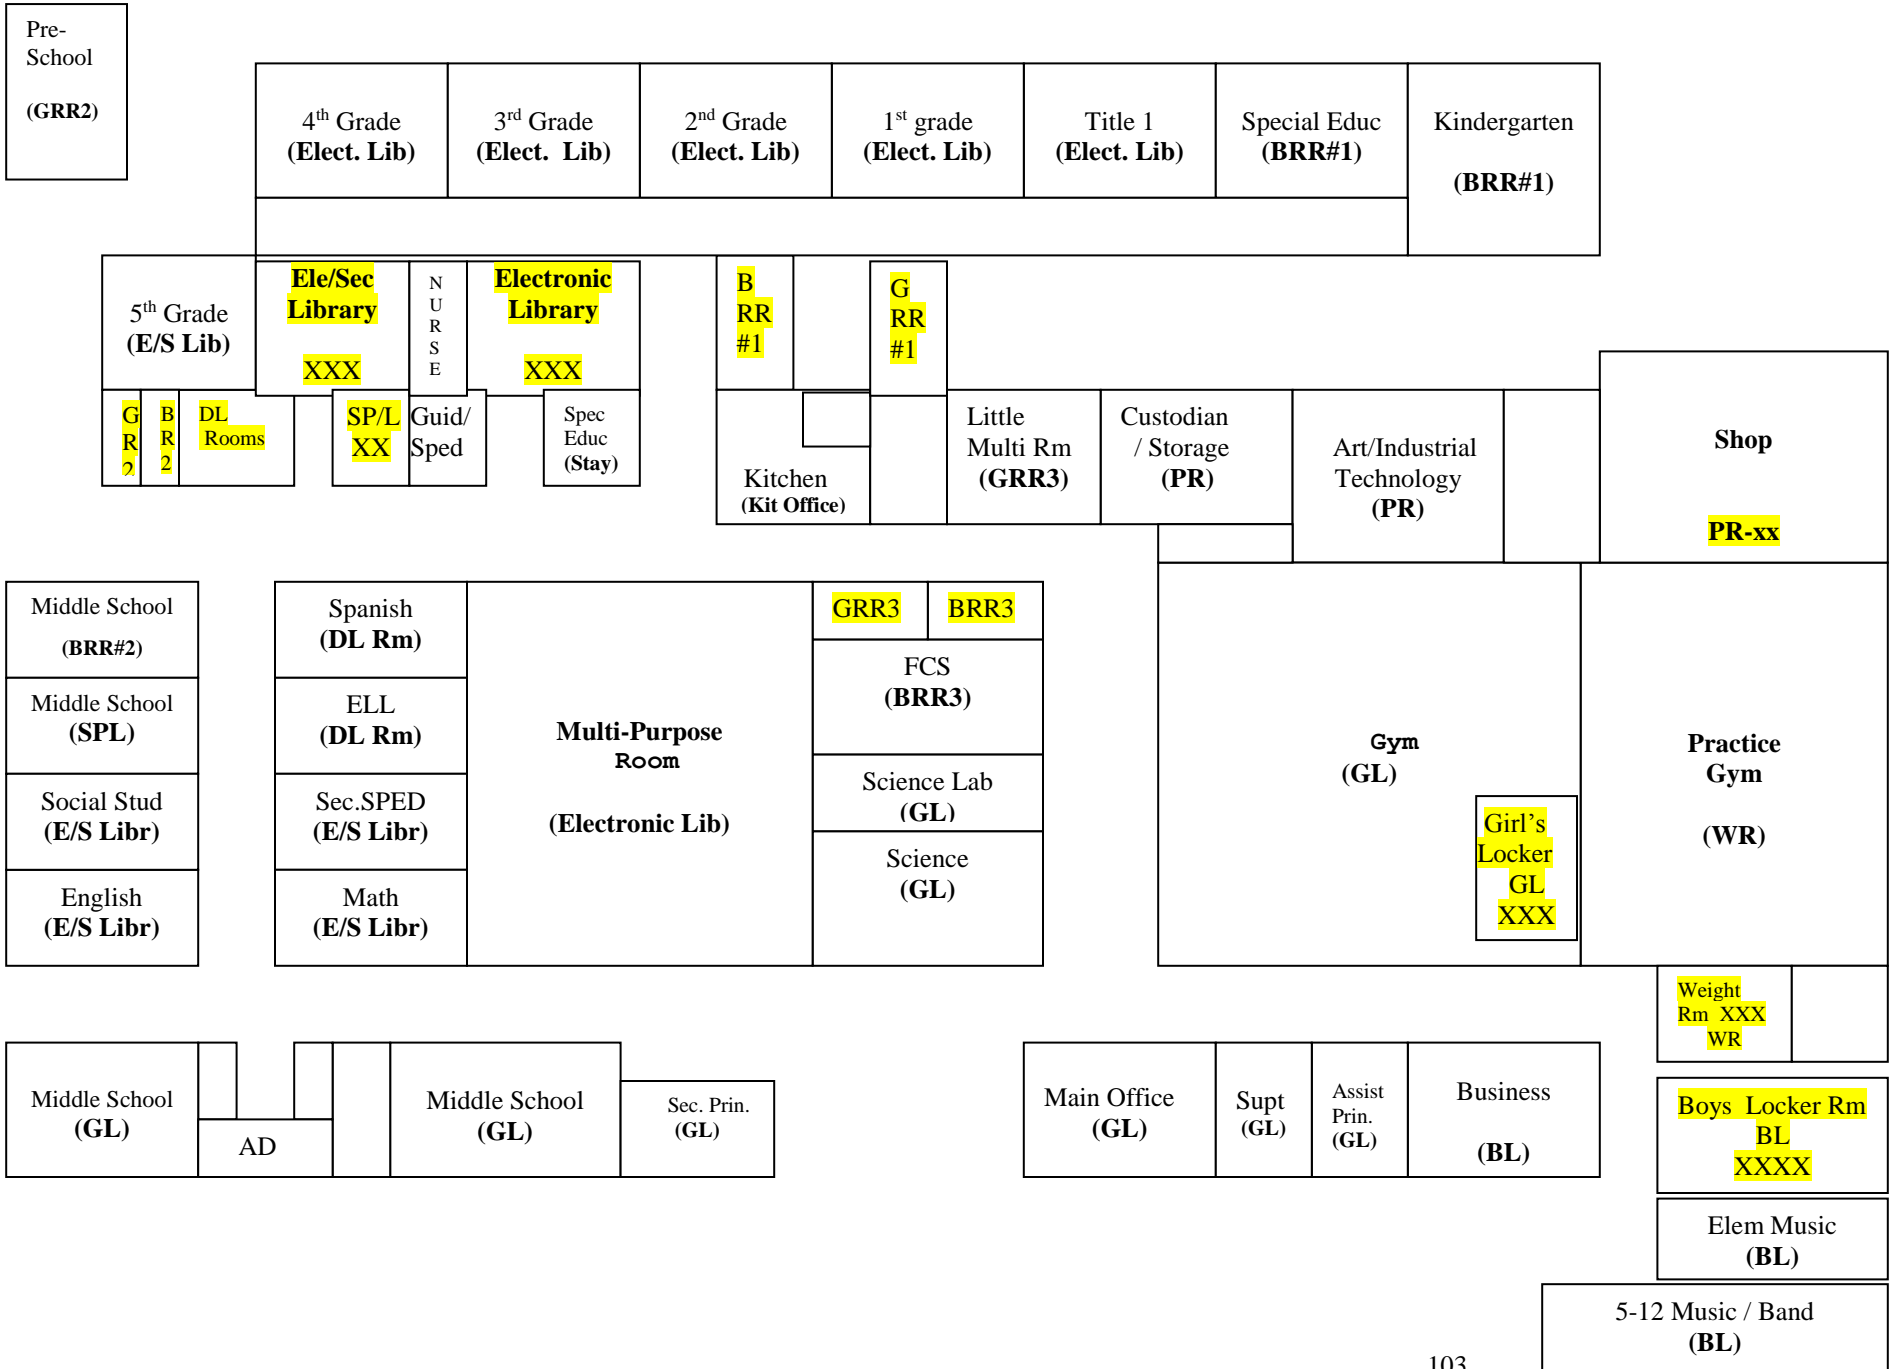 Pre-
School
(GRR2)
4th Grade
(Elect. Lib)
3rd Grade
(Elect. Lib)
2nd Grade
(Elect. Lib)
1st grade
(Elect. Lib)
Title 1
(Elect. Lib)
Special Educ
(BRR#1)
Kindergarten
(BRR#1)
5th Grade
(E/S Lib)
Ele/Sec
Library
XXX
N
U
R
S
E
Electronic
Library
XXX
B
RR
#1
G
RR
#1
G
R
2
B
R
2
DL
Rooms
SP/L
XX
Guid/
Sped
Spec
Educ
(Stay)
Kitchen
(Kit Office)
Little
Multi Rm
(GRR3)
Custodian
/ Storage
(PR)
Art/Industrial
Technology
(PR)
Shop
PR-xx
Middle School
(BRR#2)
Middle School
(SPL)
Social Stud
(E/S Libr)
English
(E/S Libr)
Spanish
(DL Rm)
ELL
(DL Rm)
Sec.SPED
(E/S Libr)
Math
(E/S Libr)
Multi-Purpose
Room
(Electronic Lib)
GRR3
BRR3
FCS
(BRR3)
Science Lab
(GL)
Science
(GL)
Gym
(GL)
Girl's
Locker
GL
XXX
Practice
Gym
(WR)
Weight
Rm XXX
WR
Middle School
(GL)
AD
Middle School
(GL)
Sec. Prin.
(GL)
Main Office
(GL)
Supt
(GL)
Assist
Prin.
(GL)
Business
(BL)
Boys Locker Rm
BL
XXXX
Elem Music
(BL)
5-12 Music / Band
(BL)
103